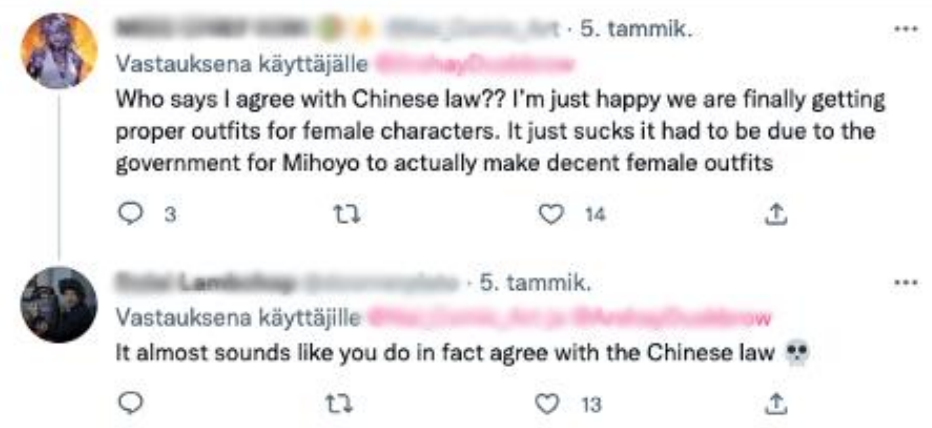 · 5. tammik.
Vastauksena käyttäjälle
Who says I agree with Chinese law?? I'm just happy we are finally getting
proper outfits for female characters. It just sucks it had to be due to the
government for Mihoyo to actually make decent female outfits
3 14
· 5. tammik.
Vastauksena käyttäjille
It almost sounds like you do in fact agree with the Chinese law 💀
13